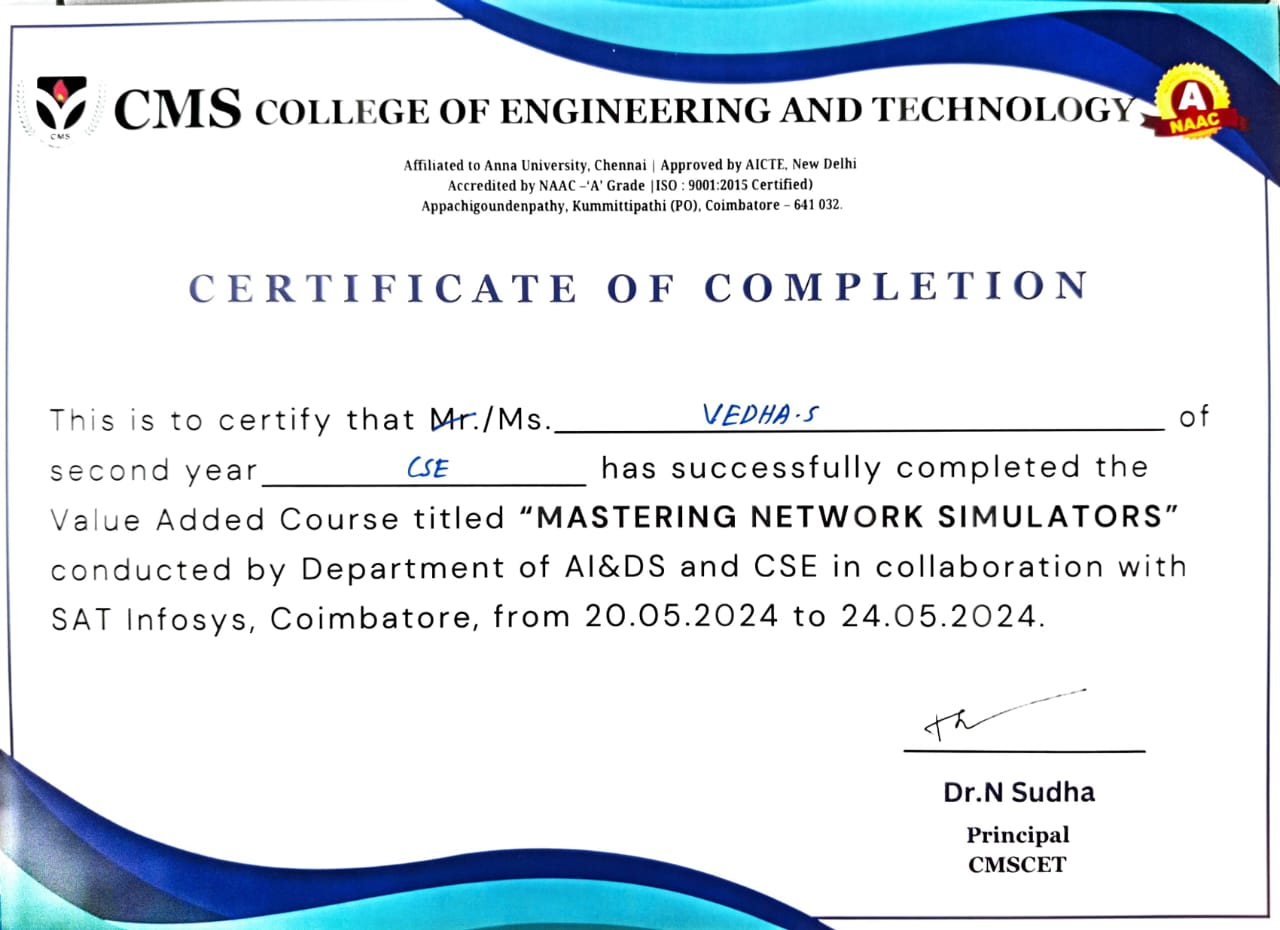 CMS
CMS COLLEGE OF ENGINEERING AND TECHNOLOGY
A
NAAC
Affiliated to Anna University, Chennai | Approved by AICTE, New Delhi
Accredited by NAAC –‘A’ Grade |ISO : 9001:2015 Certified)
Appachigoundenpathy, Kummittipathi (PO), Coimbatore – 641 032.
CERTIFICATE OF COMPLETION
This is to certify that Mr./Ms. VEDHA.S of
second year CSE has successfully completed the
Value Added Course titled “MASTERING NETWORK SIMULATORS”
conducted by Department of AI&DS and CSE in collaboration with
SAT Infosys, Coimbatore, from 20.05.2024 to 24.05.2024.
Dr.N Sudha
Principal
CMSCET